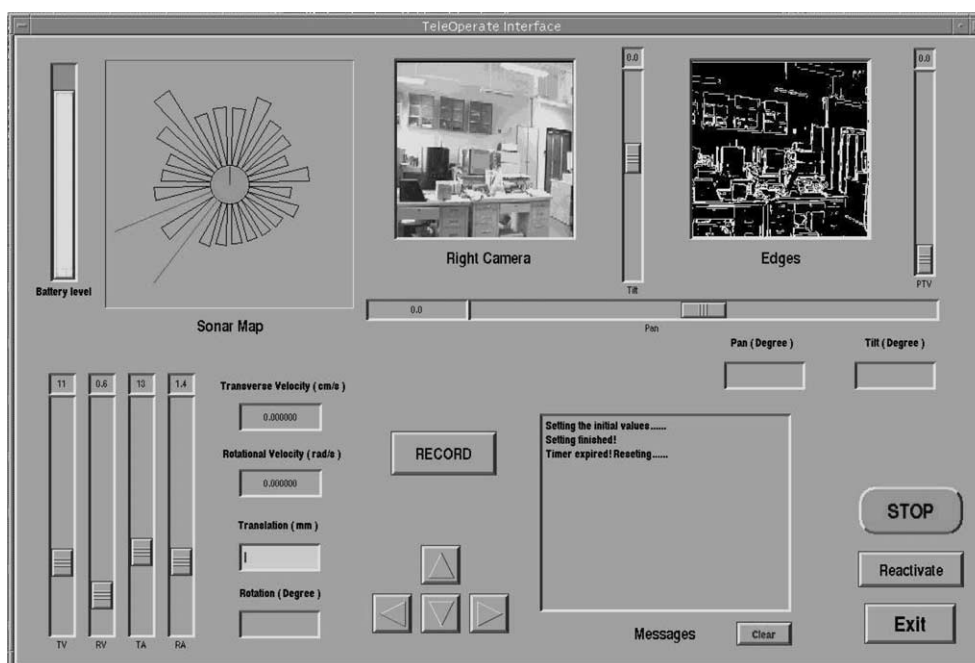 TeleOperate Interface
0.0
0.0
Battery level
Sonar Map
Right Camera
Tilt
Edges
PTV
0.0
Pan
Pan ( Degree )
Tilt ( Degree )
11
0.6
13
1.4
TV
RV
TA
RA
Transverse Velocity ( cm/s )
0.000000
Rotational Velocity ( rad/s )
0.000000
Translation ( mm )
Rotation ( Degree )
RECORD
Setting the initial values......
Setting finished!
Timer expired! Reseting......
Messages
Clear
STOP
Reactivate
Exit